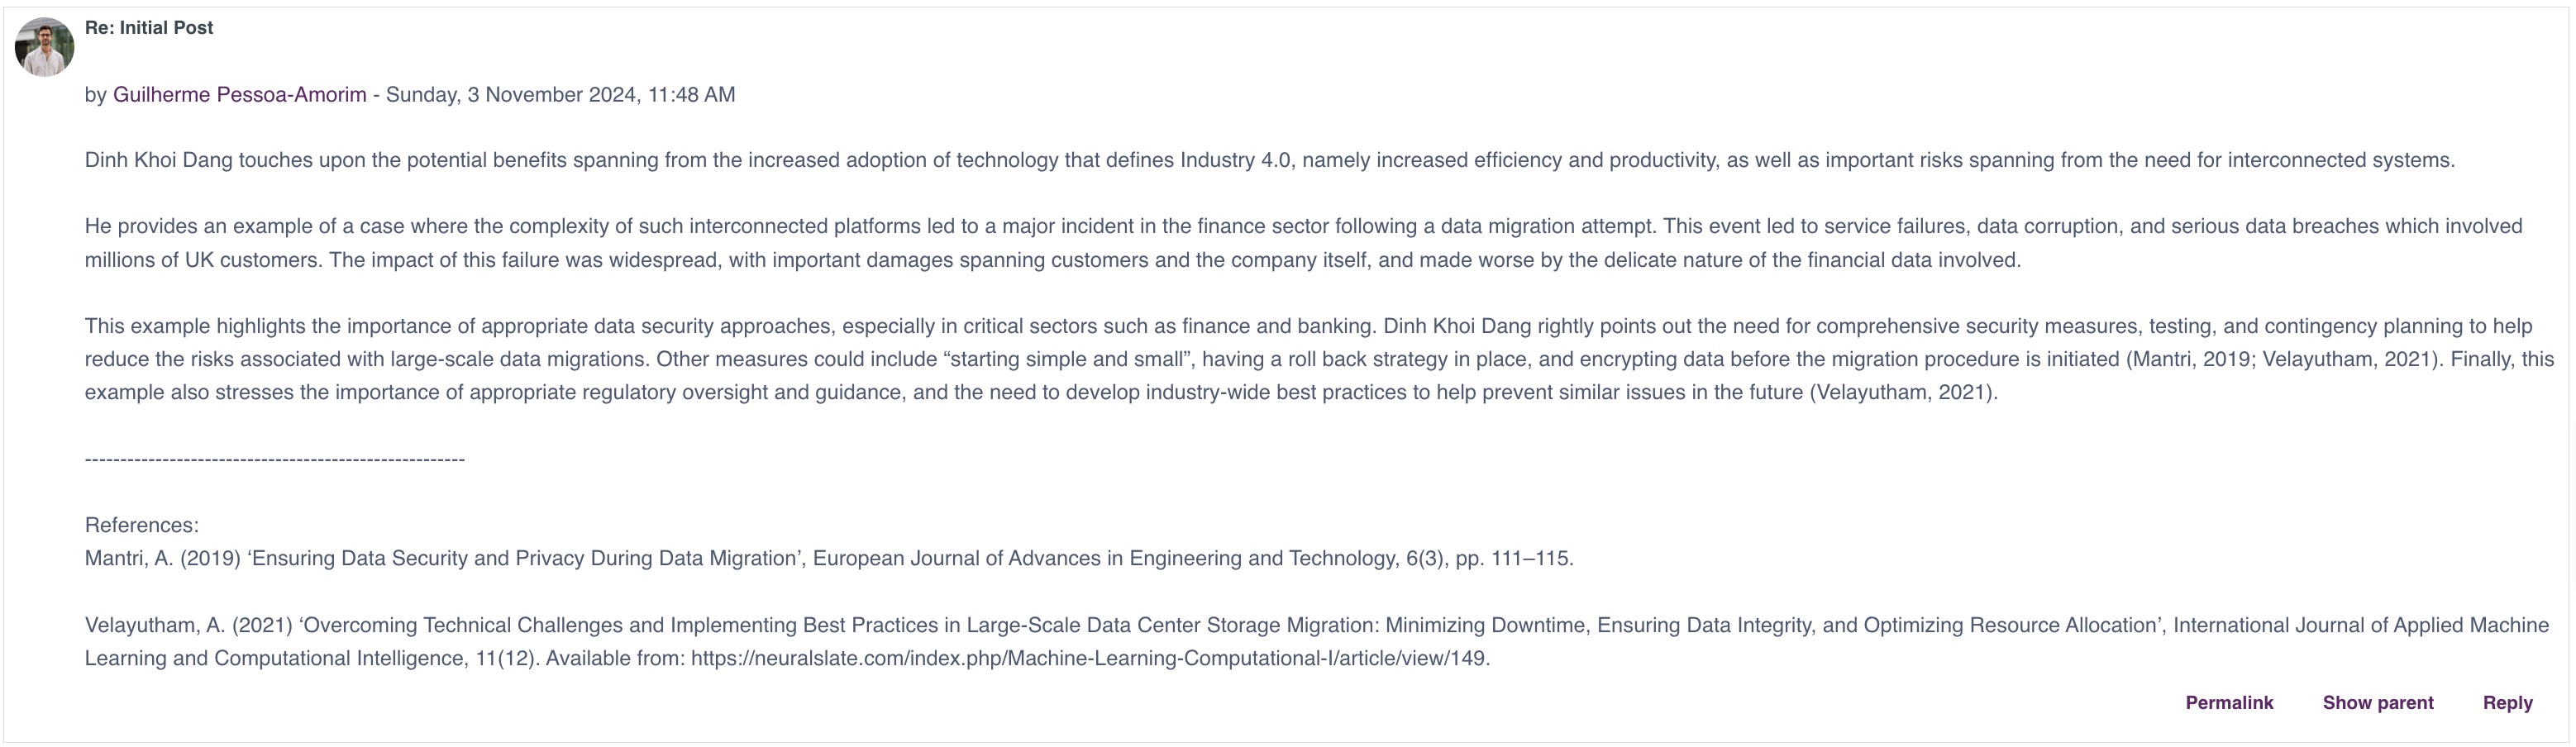 Re: Initial Post
by Guilherme Pessoa-Amorim - Sunday, 3 November 2024, 11:48 AM
Dinh Khoi Dang touches upon the potential benefits spanning from the increased adoption of technology that defines Industry 4.0, namely increased efficiency and productivity, as well as important risks spanning from the need for interconnected systems.
He provides an example of a case where the complexity of such interconnected platforms led to a major incident in the finance sector following a data migration attempt. This event led to service failures, data corruption, and serious data breaches which involved
millions of UK customers. The impact of this failure was widespread, with important damages spanning customers and the company itself, and made worse by the delicate nature of the financial data involved.
This example highlights the importance of appropriate data security approaches, especially in critical sectors such as finance and banking. Dinh Khoi Dang rightly points out the need for comprehensive security measures, testing, and contingency planning to help
reduce the risks associated with large-scale data migrations. Other measures could include “starting simple and small”, having a roll back strategy in place, and encrypting data before the migration procedure is initiated (Mantri, 2019; Velayutham, 2021). Finally, this
example also stresses the importance of appropriate regulatory oversight and guidance, and the need to develop industry-wide best practices to help prevent similar issues in the future (Velayutham, 2021).
------------------------------------------------------
References:
Mantri, A. (2019) ‘Ensuring Data Security and Privacy During Data Migration’, European Journal of Advances in Engineering and Technology, 6(3), pp. 111–115.
Velayutham, A. (2021) ‘Overcoming Technical Challenges and Implementing Best Practices in Large-Scale Data Center Storage Migration: Minimizing Downtime, Ensuring Data Integrity, and Optimizing Resource Allocation’, International Journal of Applied Machine
Learning and Computational Intelligence, 11(12). Available from: https://neuralslate.com/index.php/Machine-Learning-Computational-I/article/view/149.
Permalink Show parent Reply